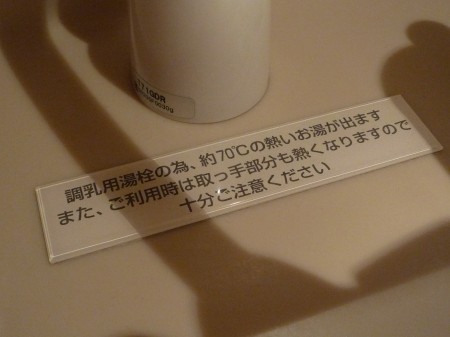 調乳用湯栓の為、約70℃の熱いお湯が出ます
また、ご利用時は取っ手部分も熱くなりますので
十分ご注意ください